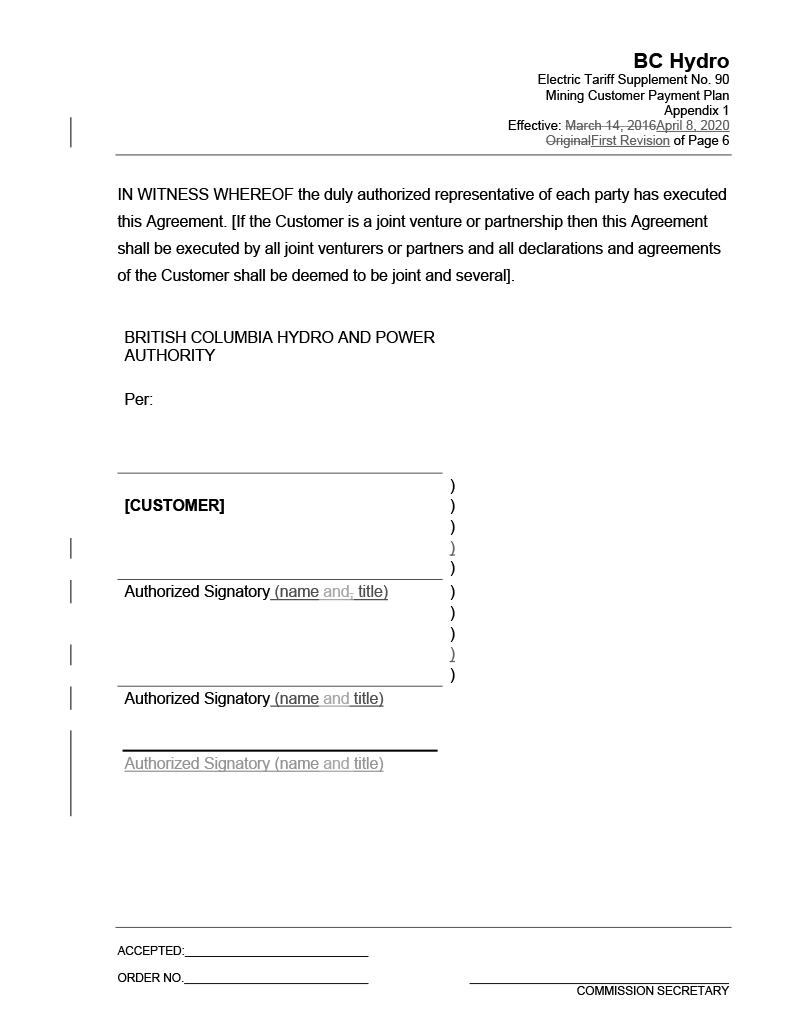 BC Hydro
Electric Tariff Supplement No. 90
Mining Customer Payment Plan
Appendix 1
Effective: March 14, 2016April 8, 2020
OriginalFirst Revision of Page 6
IN WITNESS WHEREOF the duly authorized representative of each party has executed
this Agreement. [If the Customer is a joint venture or partnership then this Agreement
shall be executed by all joint venturers or partners and all declarations and agreements
of the Customer shall be deemed to be joint and several].
BRITISH COLUMBIA HYDRO AND POWER
AUTHORITY
Per:
)
[CUSTOMER] )
)
)
)
Authorized Signatory (name and, title) )
)
)
)
)
Authorized Signatory (name and title)
Authorized Signatory (name and title)
ACCEPTED:
ORDER NO.
COMMISSION SECRETARY